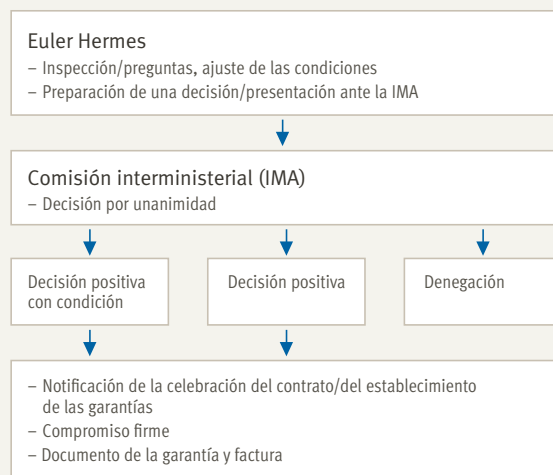 Euler Hermes
– Inspección/preguntas, ajuste de las condiciones
– Preparación de una decisión/presentación ante la IMA
Comisión interministerial (IMA)
– Decisión por unanimidad
Decisión positiva
con condición
Decisión positiva
Denegación
– Notificación de la celebración del contrato/del establecimiento
de las garantías
– Compromiso firme
– Documento de la garantía y factura